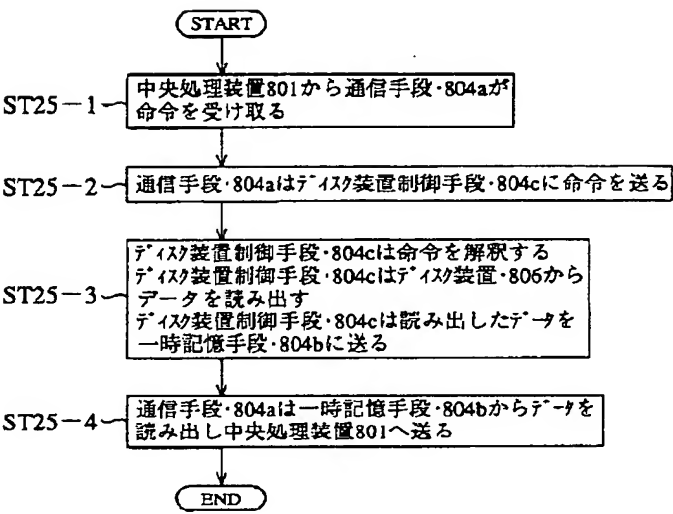 START
ST25-1
中央処理装置801から通信手段・804aが
命令を受け取る
ST25-2
通信手段・804aはディスク装置制御手段・804cに命令を送る
ST25-3
ディスク装置制御手段・804cは命令を解釈する
ディスク装置制御手段・804cはディスク装置・806から
データを読み出す
ディスク装置制御手段・804cは読み出したデータを
一時記憶手段・804bに送る
ST25-4
通信手段・804aは一時記憶手段・804bからデータを
読み出し中央処理装置801へ送る
END